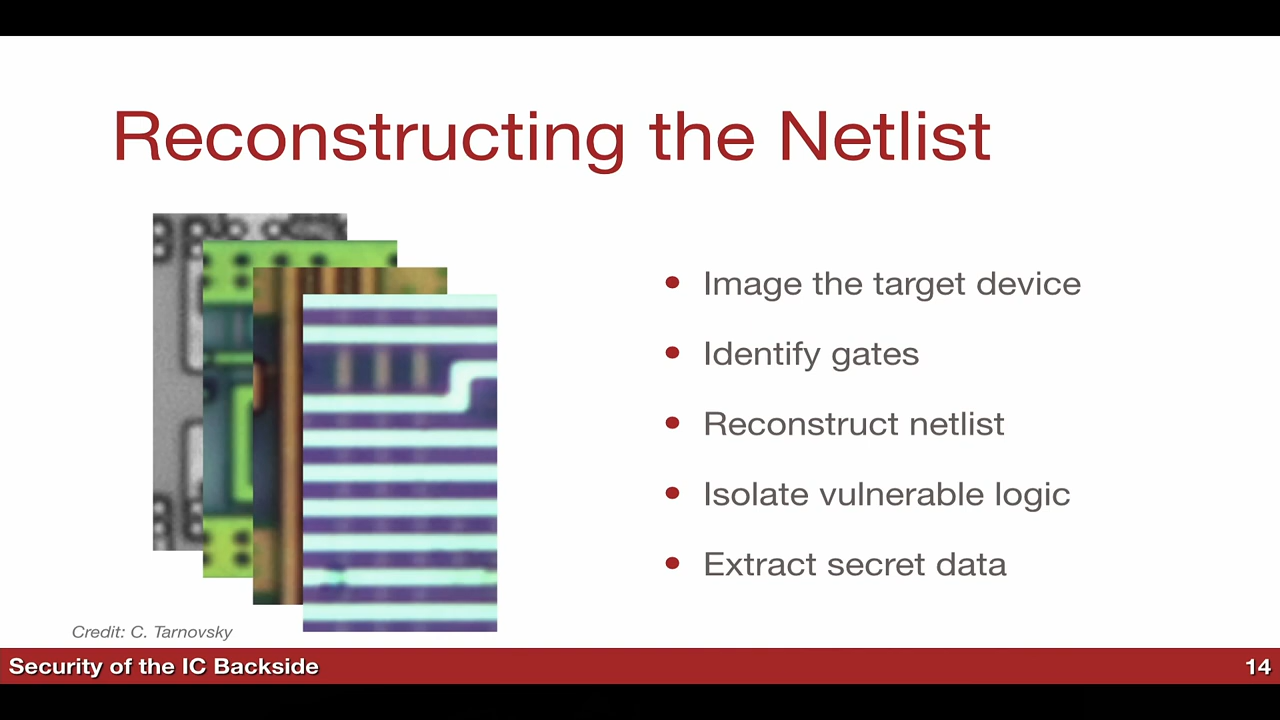 Reconstructing the Netlist
• Image the target device
• Identify gates
• Reconstruct netlist
• Isolate vulnerable logic
• Extract secret data
Credit: C. Tarnovsky
Security of the IC Backside
14